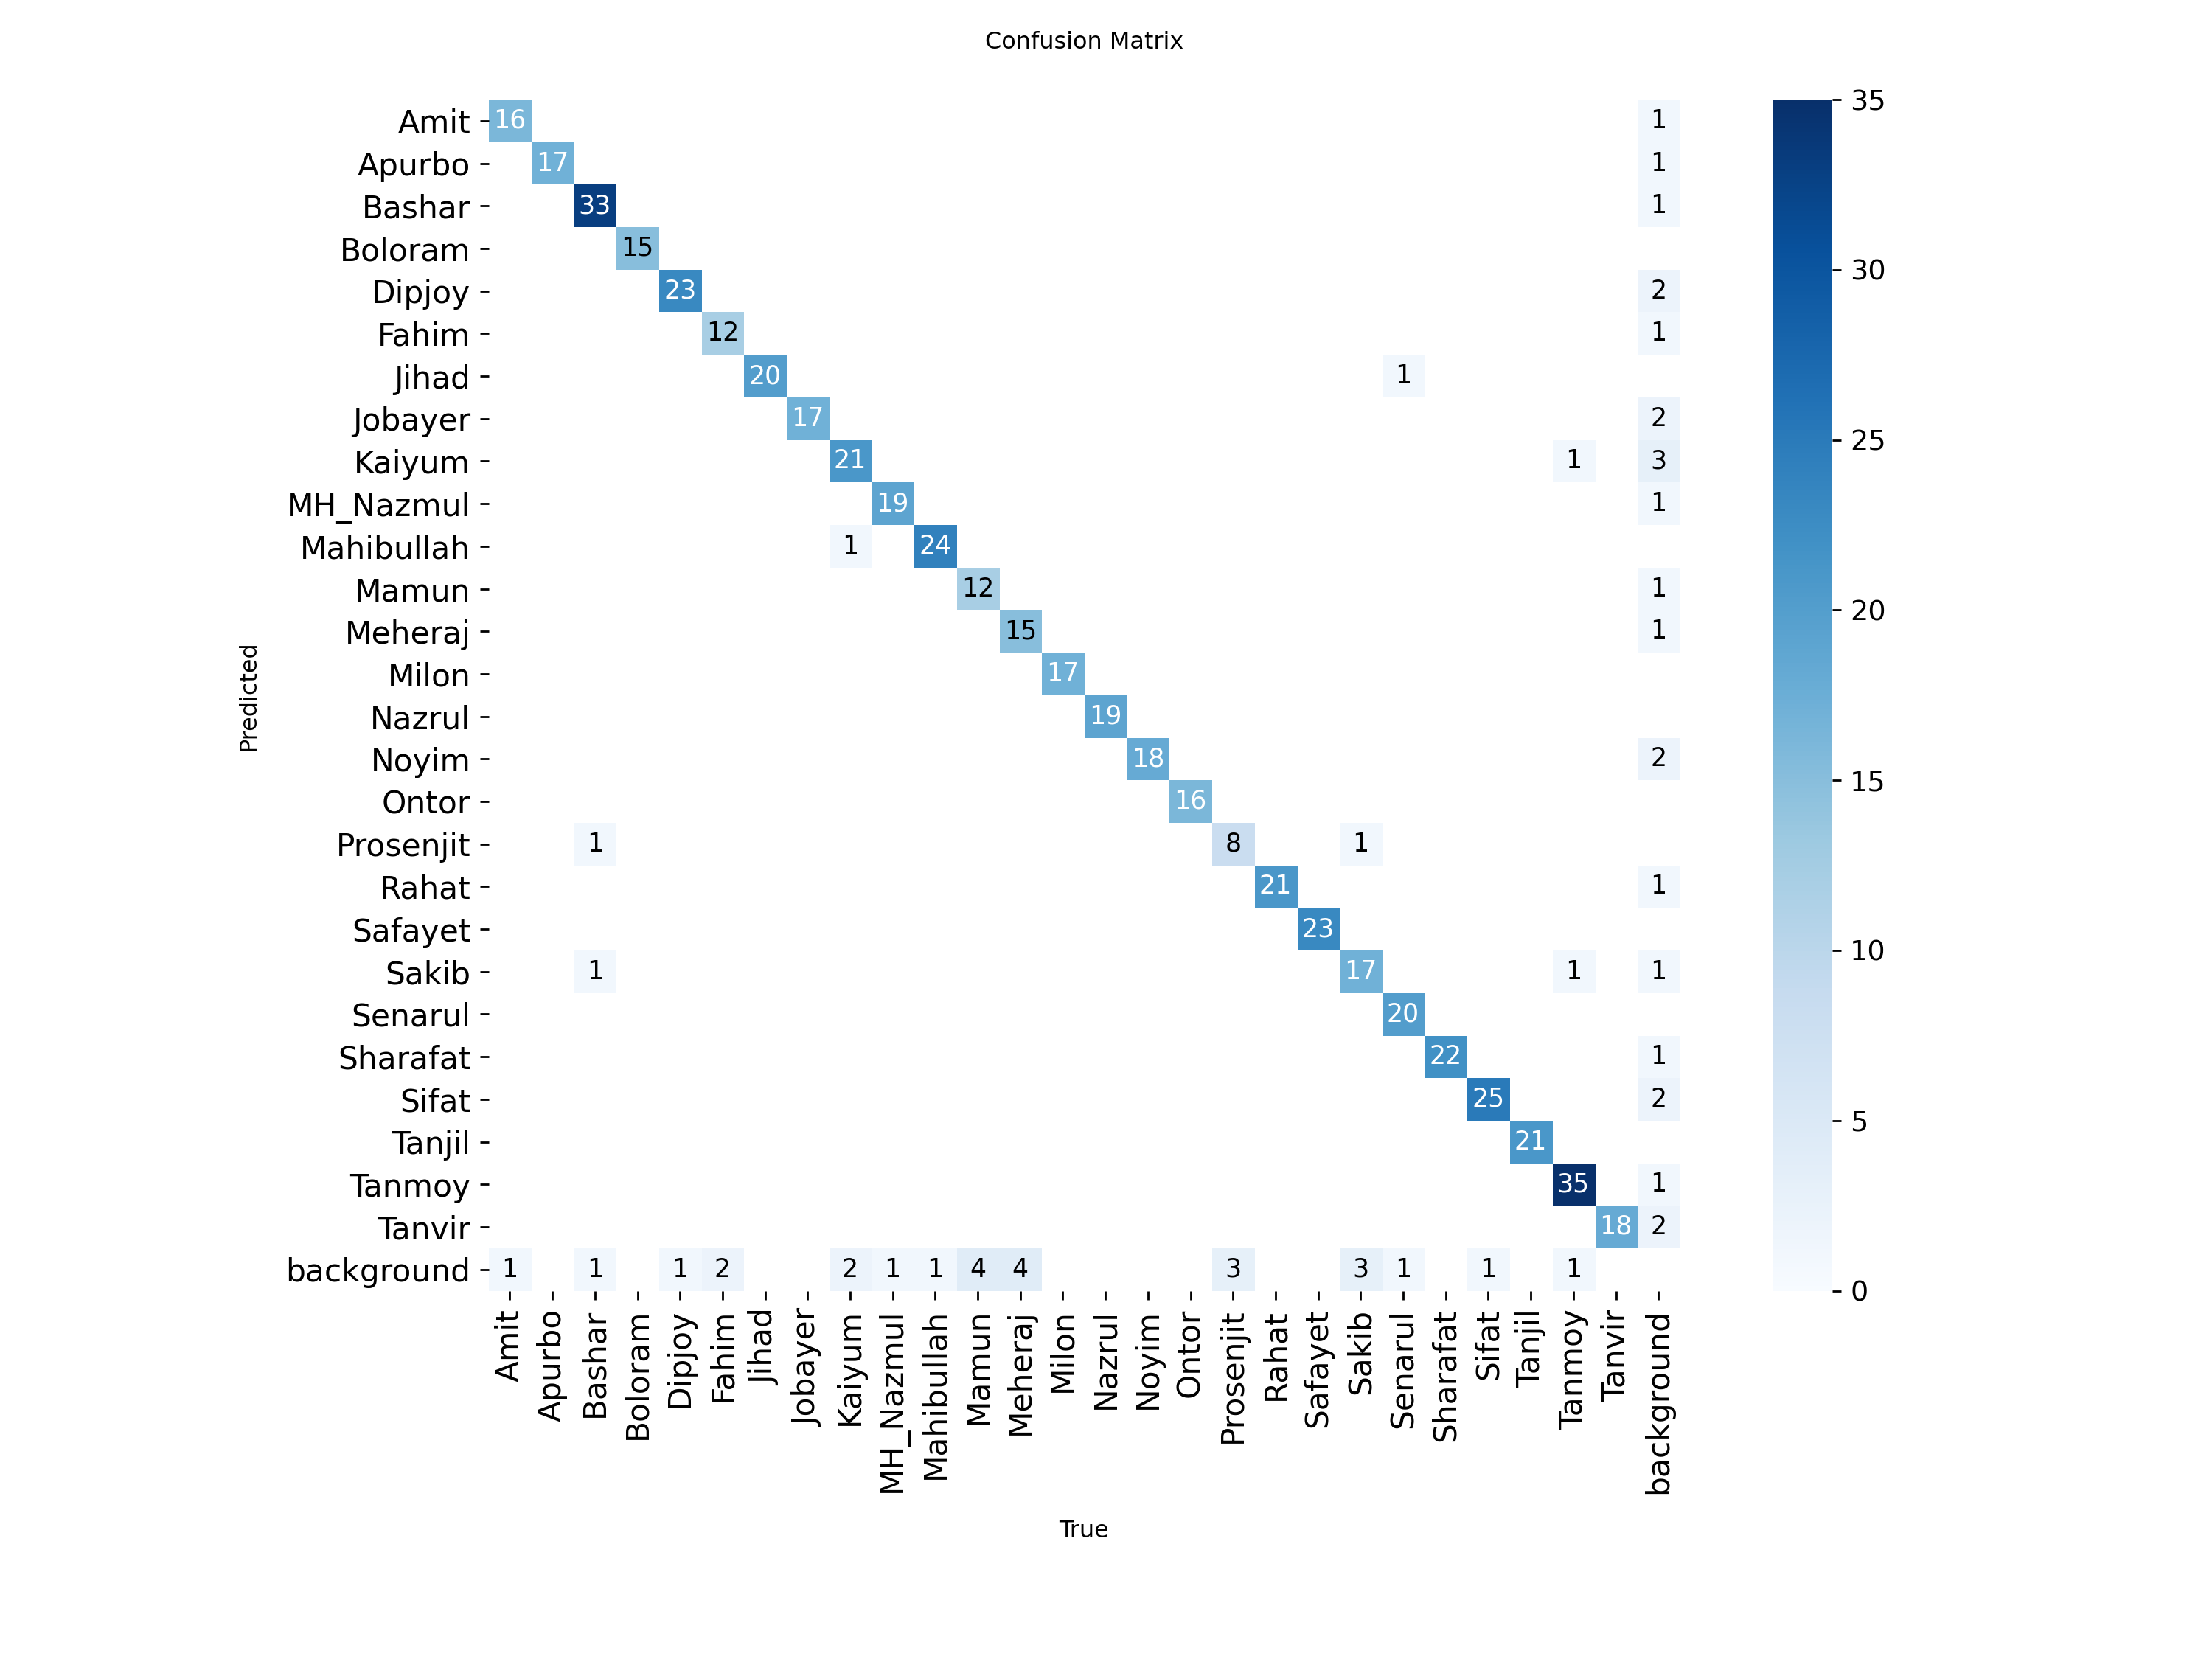 Confusion Matrix
Amit 16 1 35
Apurbo 17 1
Bashar 33 1
Boloram 15 30
Dipjoy 23 2
Fahim 12 1
Jihad 20 1
Jobayer 17 2 25
Kaiyum 21 1 3
MH_Nazmul 19 1
Mahibullah 1 24
Mamun 12 1 20
Meheraj 15 1
Milon 17
Nazrul 19
Noyim 18 2 15
Ontor 16
Prosenjit 1 8 1
Rahat 21 1
Safayet 23 10
Sakib 1 17 1 1
Senarul 20
Sharafat 22 1
Sifat 25 2 5
Tanjil 21
Tanmoy 35 1
Tanvir 18 2
background 1 1 1 2 2 1 1 4 4 3 3 1 1 1 0
Predicted
Amit Apurbo Bashar Boloram Dipjoy Fahim Jihad Jobayer Kaiyum MH_Nazmul Mahibullah Mamun Meheraj Milon Nazrul Noyim Ontor Prosenjit Rahat Safayet Sakib Senarul Sharafat Sifat Tanjil Tanmoy Tanvir background
True